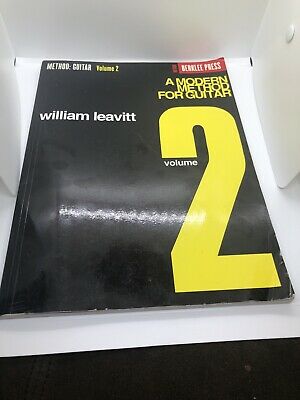 METHOD: GUITAR Volume 2
BERKLEE PRESS
A MODERN
METHOD
FOR GUITAR
william leavitt
volume
2